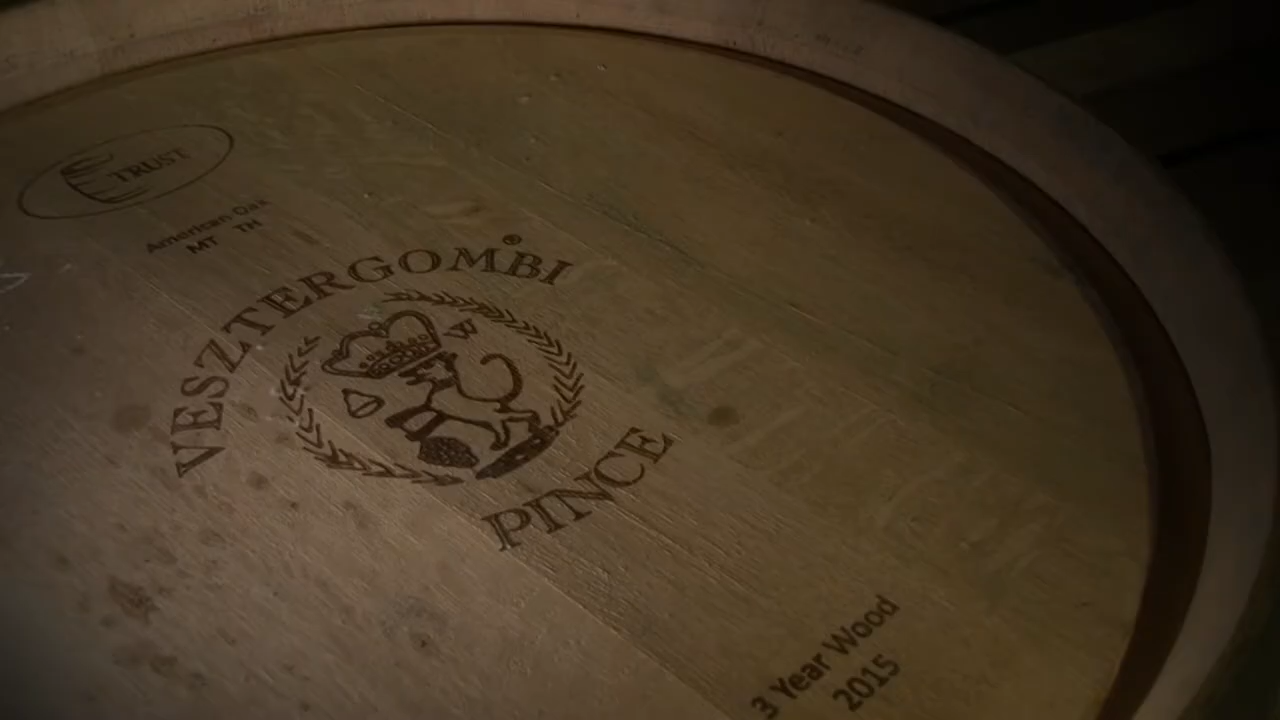 TRUST
American Oak
MT TH
VESZTERGOMBI®
PINCE
3 Year Wood
2015